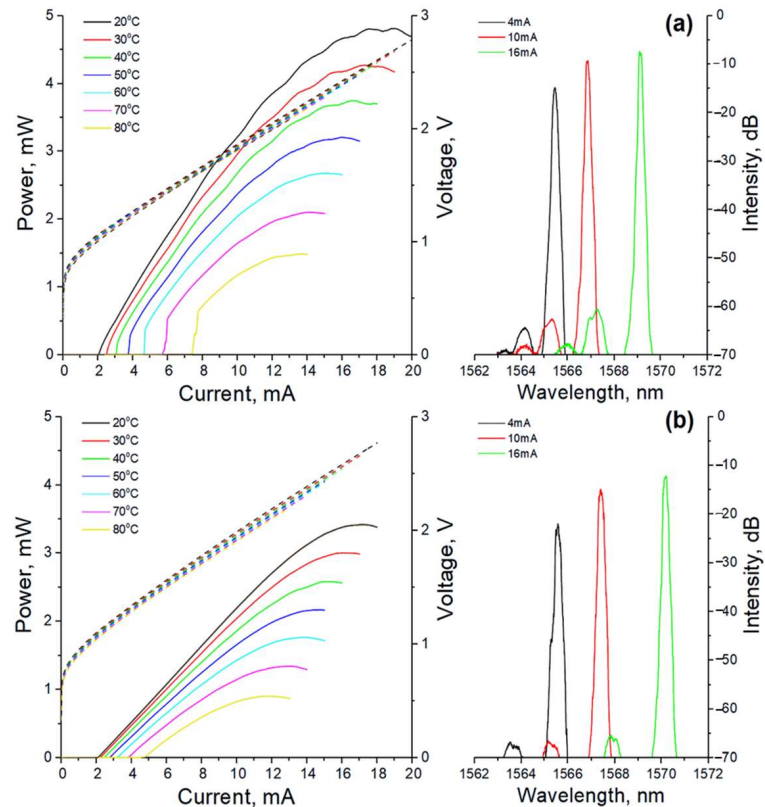 (a)
20°C
30°C
40°C
50°C
60°C
70°C
80°C
5
4
3
2
1
0
Power, mW
3
2
1
0
Voltage, V
0 2 4 6 8 10 12 14 16 18 20
Current, mA
4mA
10mA
16mA
0
-10
-20
-30
-40
-50
-60
-70
Intensity, dB
1562 1564 1566 1568 1570 1572
Wavelength, nm
(b)
20°C
30°C
40°C
50°C
60°C
70°C
80°C
5
4
3
2
1
0
Power, mW
3
2
1
0
Voltage, V
0 2 4 6 8 10 12 14 16 18 20
Current, mA
4mA
10mA
16mA
0
-10
-20
-30
-40
-50
-60
-70
Intensity, dB
1562 1564 1566 1568 1570 1572
Wavelength, nm